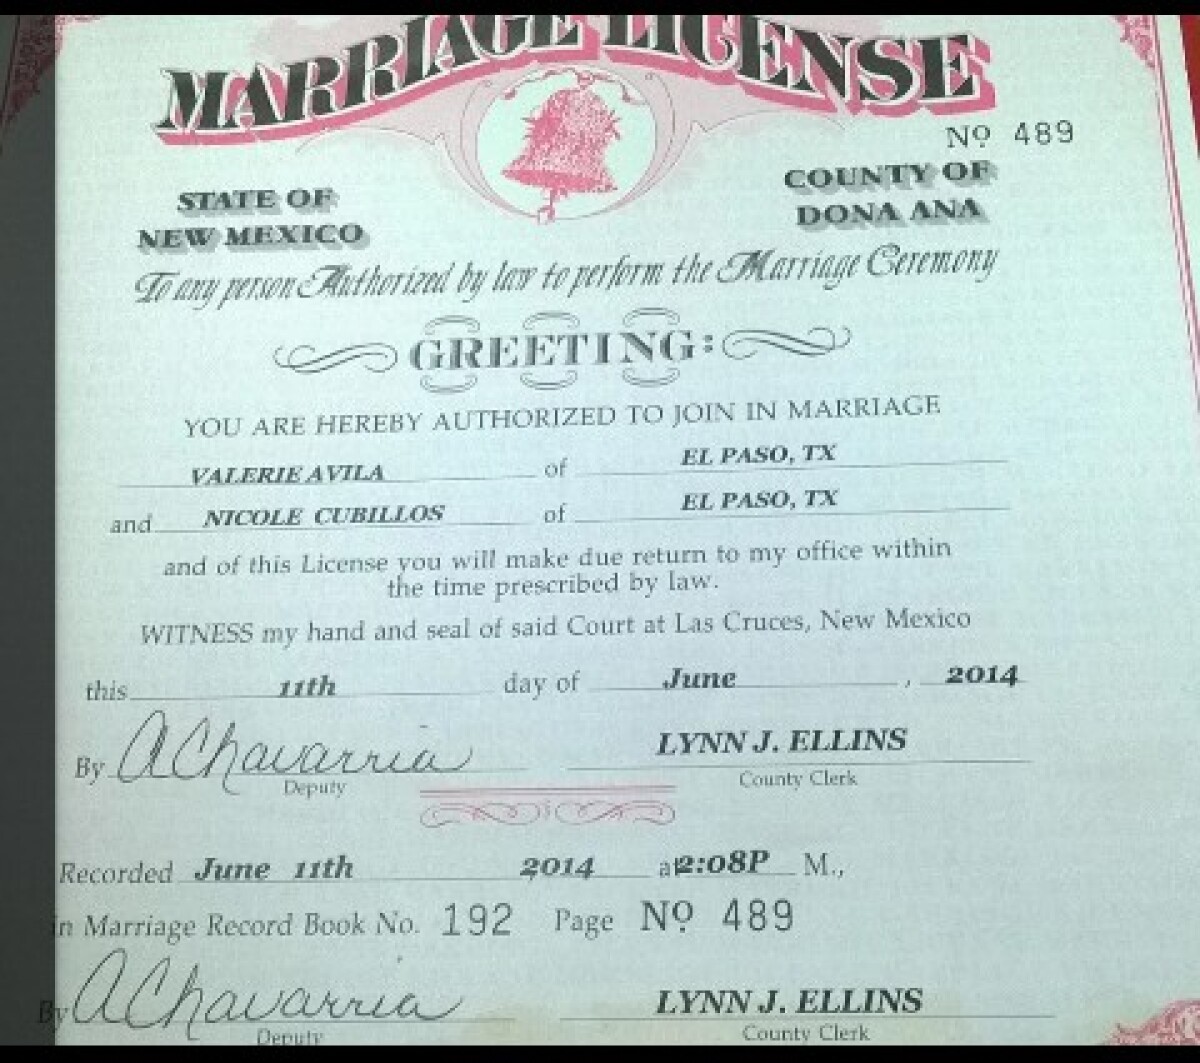 MARRIAGE LICENSE
Nº 489
STATE OF
NEW MEXICO
COUNTY OF
DONA ANA
To any person Authorized by law to perform the Marriage Ceremony
GREETING:
YOU ARE HEREBY AUTHORIZED TO JOIN IN MARRIAGE
VALERIE AVILA of EL PASO, TX
and NICOLE CUBILLOS of EL PASO, TX
and of this License you will make due return to my office within
the time prescribed by law.
WITNESS my hand and seal of said Court at Las Cruces, New Mexico
this 11th day of June, 2014
By A Chavarria LYNN J. ELLINS
Deputy County Clerk
Recorded June 11th 2014 at 2:08P M.,
in Marriage Record Book No. 192 Page Nº 489
By A Chavarria LYNN J. ELLINS
Deputy County Clerk